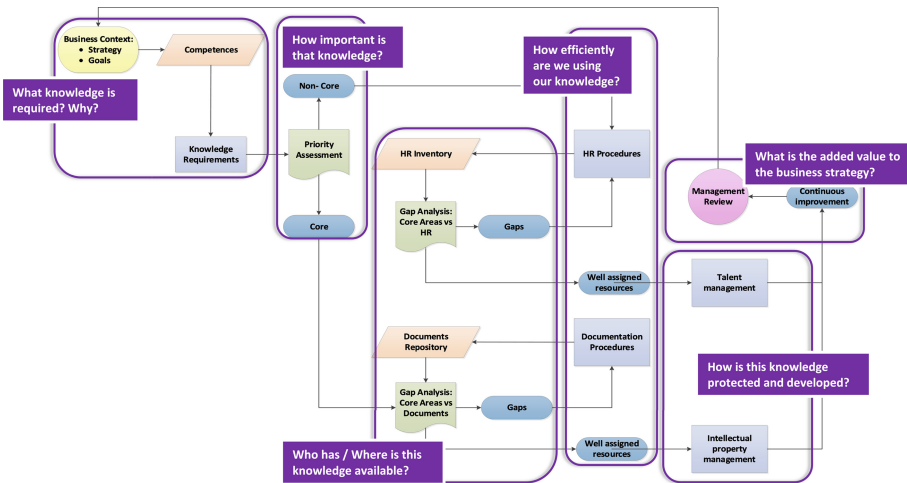 Business Context:
• Strategy
• Goals
Competences
What knowledge is
required? Why?
Knowledge
Requirements
How important is
that knowledge?
Non- Core
Priority
Assessment
Core
How efficiently
are we using
our knowledge?
HR Inventory
HR Procedures
Gap Analysis:
Core Areas vs
HR
Gaps
Well assigned
resources
Documents
Repository
Documentation
Procedures
Gap Analysis:
Core Areas vs
Documents
Gaps
Well assigned
resources
Who has / Where is this
knowledge available?
What is the added value to
the business strategy?
Management
Review
Continuous
improvement
Talent
management
How is this knowledge
protected and developed?
Intellectual
property
management